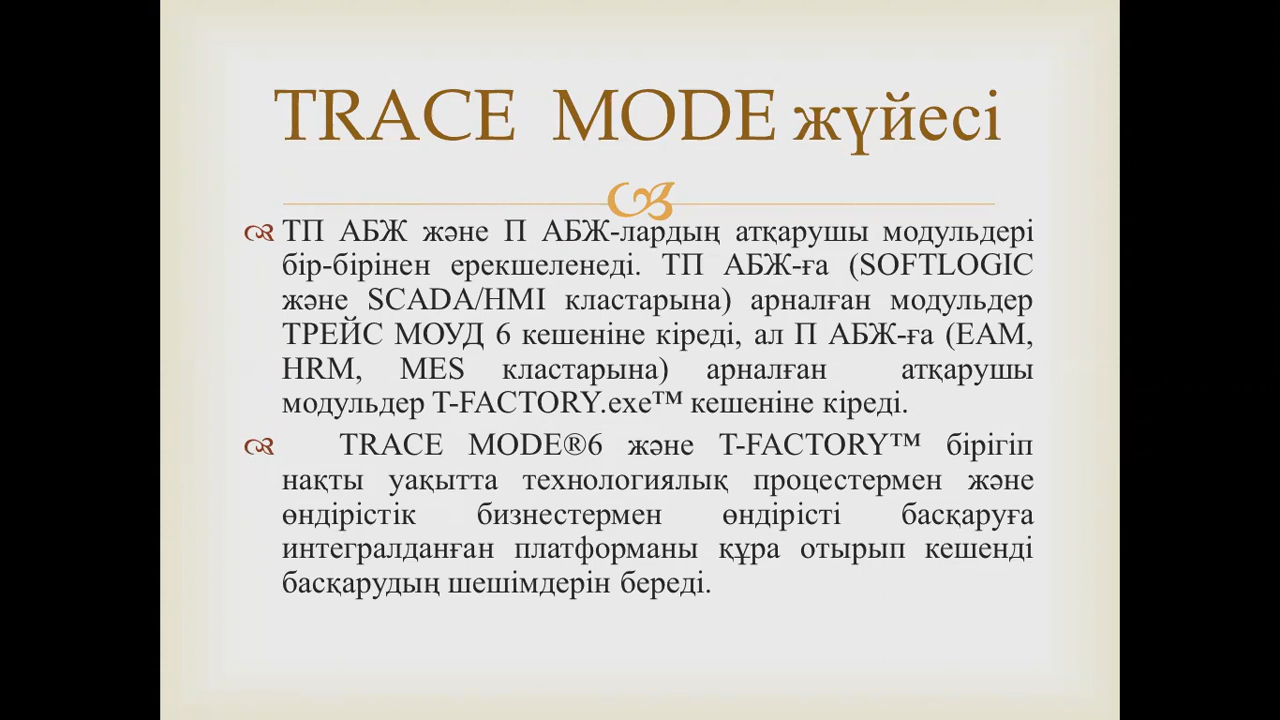 TRACE MODE жүйесі
ТП АБЖ және П АБЖ-лардың атқарушы модульдері
бір-бірінен ерекшеленеді. ТП АБЖ-ға (SOFTLOGIC
және SCADA/HMI кластарына) арналған модульдер
ТРЕЙС МОУД 6 кешеніне кіреді, ал П АБЖ-ға (EAM,
HRM, MES кластарына) арналған атқарушы
модульдер T-FACTORY.exe™ кешеніне кіреді.
TRACE MODE®6 және T-FACTORY™ бірігіп
нақты уақытта технологиялық процестермен және
өндірістік бизнестермен өндірісті басқаруға
интегралданған платформаны құра отырып кешенді
басқарудың шешімдерін береді.